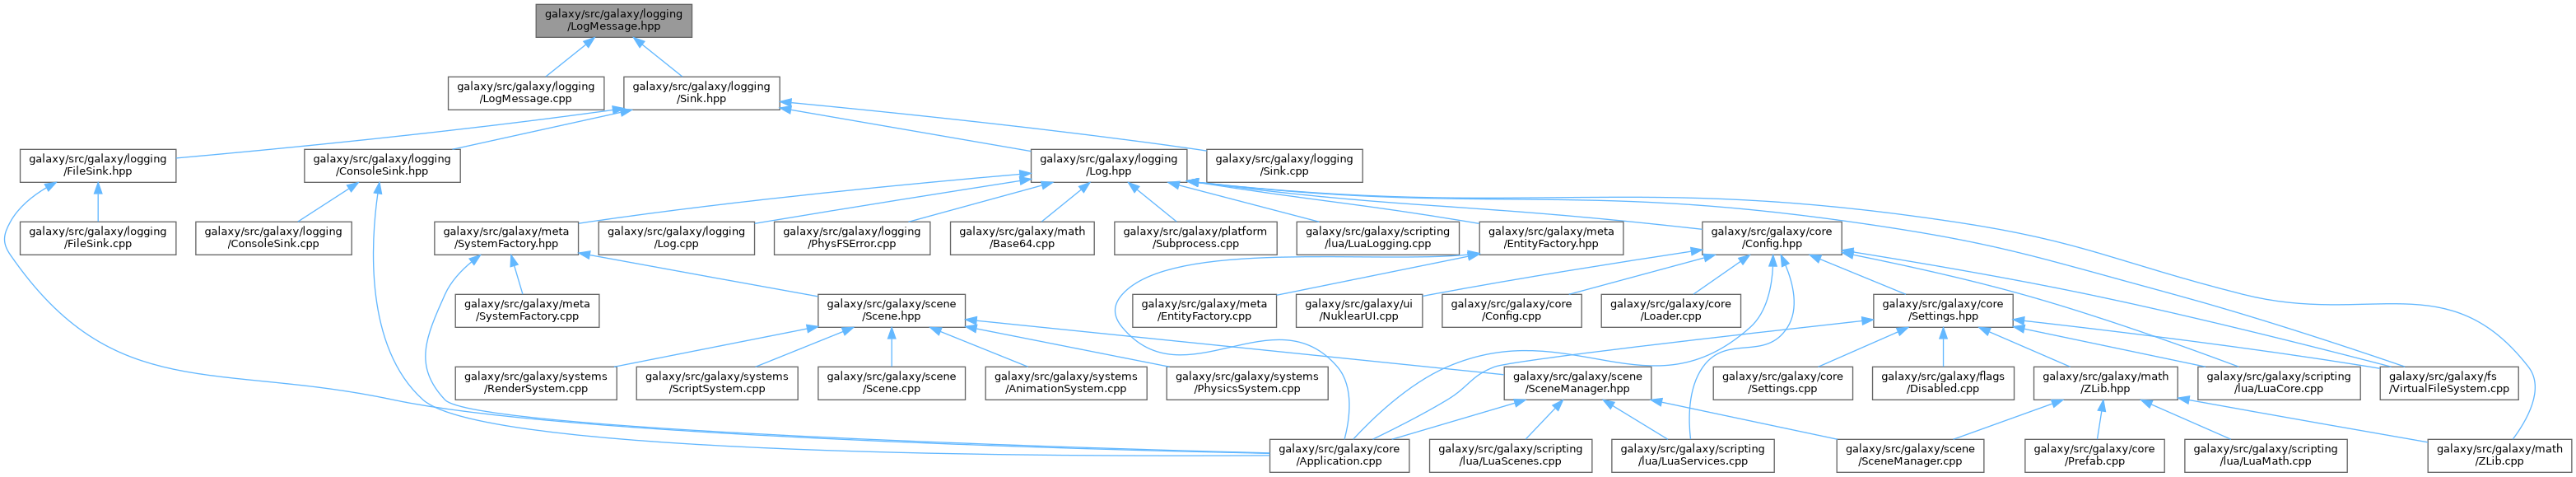 galaxy/src/galaxy/logging
/LogMessage.hpp
galaxy/src/galaxy/logging
/LogMessage.cpp
galaxy/src/galaxy/logging
/Sink.hpp
galaxy/src/galaxy/logging
/FileSink.hpp
galaxy/src/galaxy/logging
/ConsoleSink.hpp
galaxy/src/galaxy/logging
/Log.hpp
galaxy/src/galaxy/logging
/Sink.cpp
galaxy/src/galaxy/logging
/FileSink.cpp
galaxy/src/galaxy/logging
/ConsoleSink.cpp
galaxy/src/galaxy/meta
/SystemFactory.hpp
galaxy/src/galaxy/logging
/Log.cpp
galaxy/src/galaxy/logging
/PhysFSError.cpp
galaxy/src/galaxy/math
/Base64.cpp
galaxy/src/galaxy/platform
/Subprocess.cpp
galaxy/src/galaxy/scripting
/lua/LuaLogging.cpp
galaxy/src/galaxy/meta
/EntityFactory.hpp
galaxy/src/galaxy/core
/Config.hpp
galaxy/src/galaxy/meta
/SystemFactory.cpp
galaxy/src/galaxy/scene
/Scene.hpp
galaxy/src/galaxy/meta
/EntityFactory.cpp
galaxy/src/galaxy/ui
/NuklearUI.cpp
galaxy/src/galaxy/core
/Config.cpp
galaxy/src/galaxy/core
/Loader.cpp
galaxy/src/galaxy/core
/Settings.hpp
galaxy/src/galaxy/systems
/RenderSystem.cpp
galaxy/src/galaxy/systems
/ScriptSystem.cpp
galaxy/src/galaxy/scene
/Scene.cpp
galaxy/src/galaxy/systems
/AnimationSystem.cpp
galaxy/src/galaxy/systems
/PhysicsSystem.cpp
galaxy/src/galaxy/scene
/SceneManager.hpp
galaxy/src/galaxy/core
/Settings.cpp
galaxy/src/galaxy/flags
/Disabled.cpp
galaxy/src/galaxy/math
/ZLib.hpp
galaxy/src/galaxy/scripting
/lua/LuaCore.cpp
galaxy/src/galaxy/fs
/VirtualFileSystem.cpp
galaxy/src/galaxy/core
/Application.cpp
galaxy/src/galaxy/scripting
/lua/LuaScenes.cpp
galaxy/src/galaxy/scripting
/lua/LuaServices.cpp
galaxy/src/galaxy/scene
/SceneManager.cpp
galaxy/src/galaxy/core
/Prefab.cpp
galaxy/src/galaxy/scripting
/lua/LuaMath.cpp
galaxy/src/galaxy/math
/ZLib.cpp